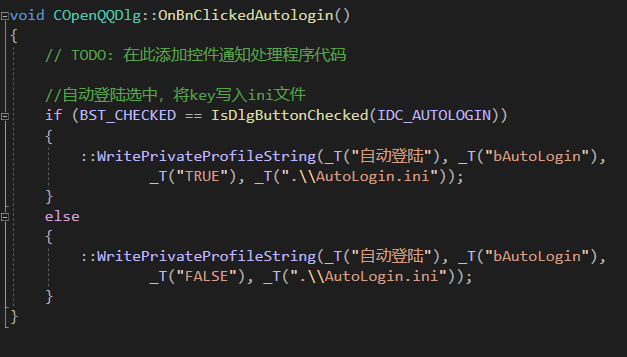 void COpenQQDlg::OnBnClickedAutologin()
{
// TODO: 在此添加控件通知处理程序代码
//自动登陆选中，将key写入ini文件
if (BST_CHECKED == IsDlgButtonChecked(IDC_AUTOLOGIN))
{
::WritePrivateProfileString(_T("自动登陆"), _T("bAutoLogin"),
_T("TRUE"), _T(".\\AutoLogin.ini"));
}
else
{
::WritePrivateProfileString(_T("自动登陆"), _T("bAutoLogin"),
_T("FALSE"), _T(".\\AutoLogin.ini"));
}
}